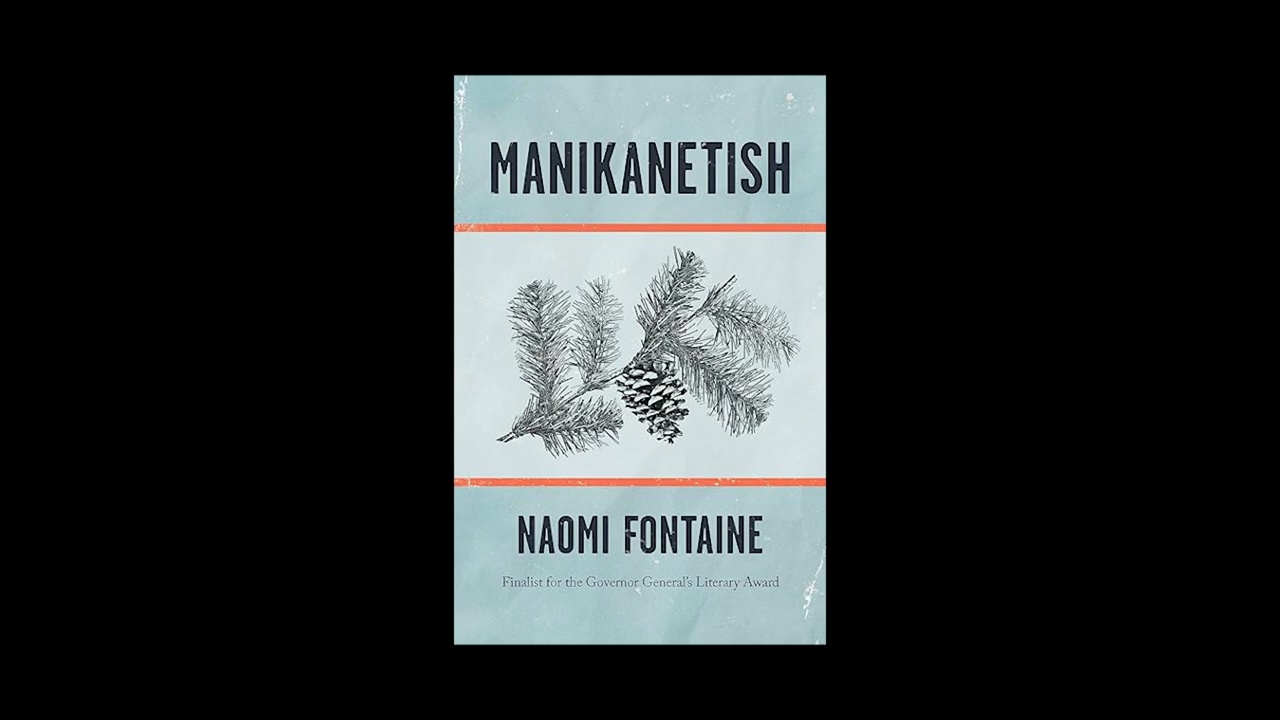 MANIKANETISH
NAOMI FONTAINE
Finalist for the Governor General's Literary Award